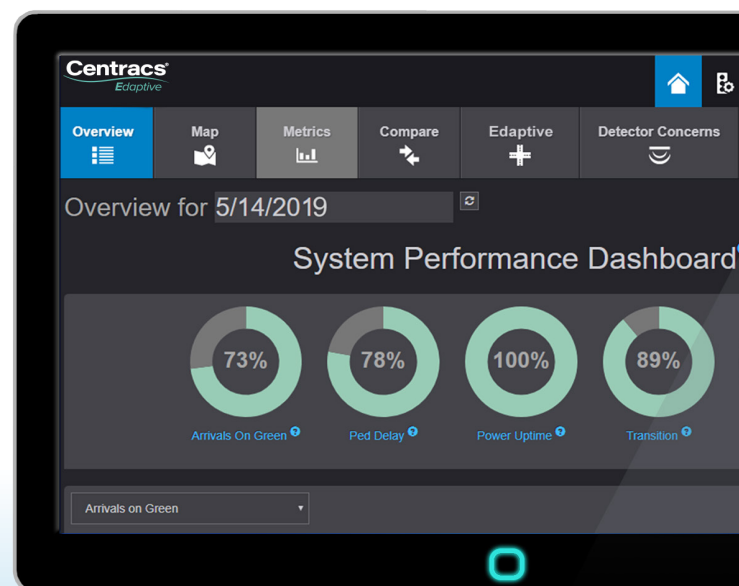 Centracs®
Edaptive
Overview Map Metrics Compare Edaptive Detector Concerns
Overview for 5/14/2019
System Performance Dashboard
73% 78% 100% 89%
Arrivals On Green ? Ped Delay ? Power Uptime ? Transition ?
Arrivals on Green